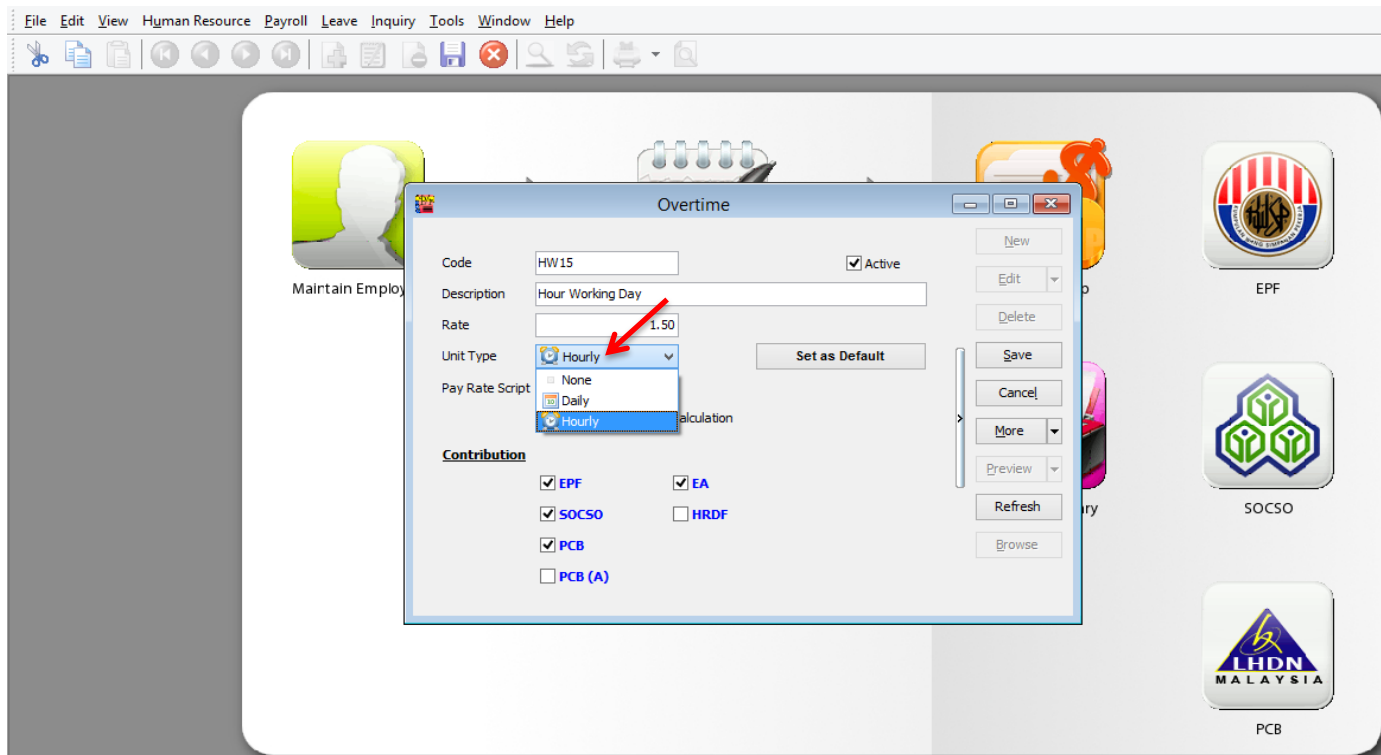 File Edit View Human Resource Payroll Leave Inquiry Tools Window Help
Overtime
New
Code HW15 Active
Edit
Maintain Employ
EPF
Description Hour Working Day
Rate 1.50
Delete
Unit Type Hourly Set as Default Save
None
Pay Rate Script
Daily
Cancel
Hourly
More
Contribution
Preview
EPF EA
Refresh
SOCSO HRDF
SOCSO
PCB
Browse
PCB (A)
LHDN
MALAYSIA
PCB